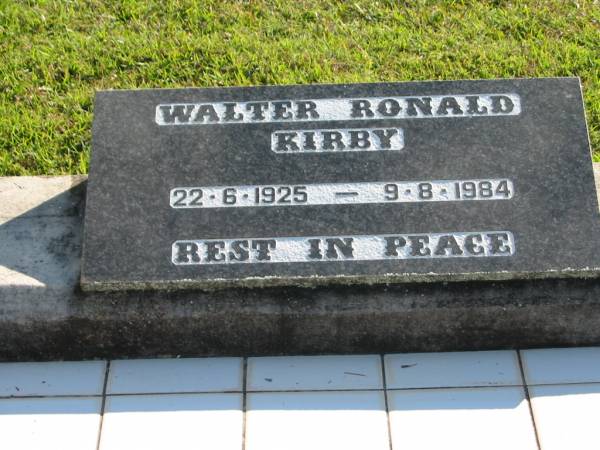 WALTER RONALD
KIRBY
22·6·1925 — 9·8·1984
REST IN PEACE